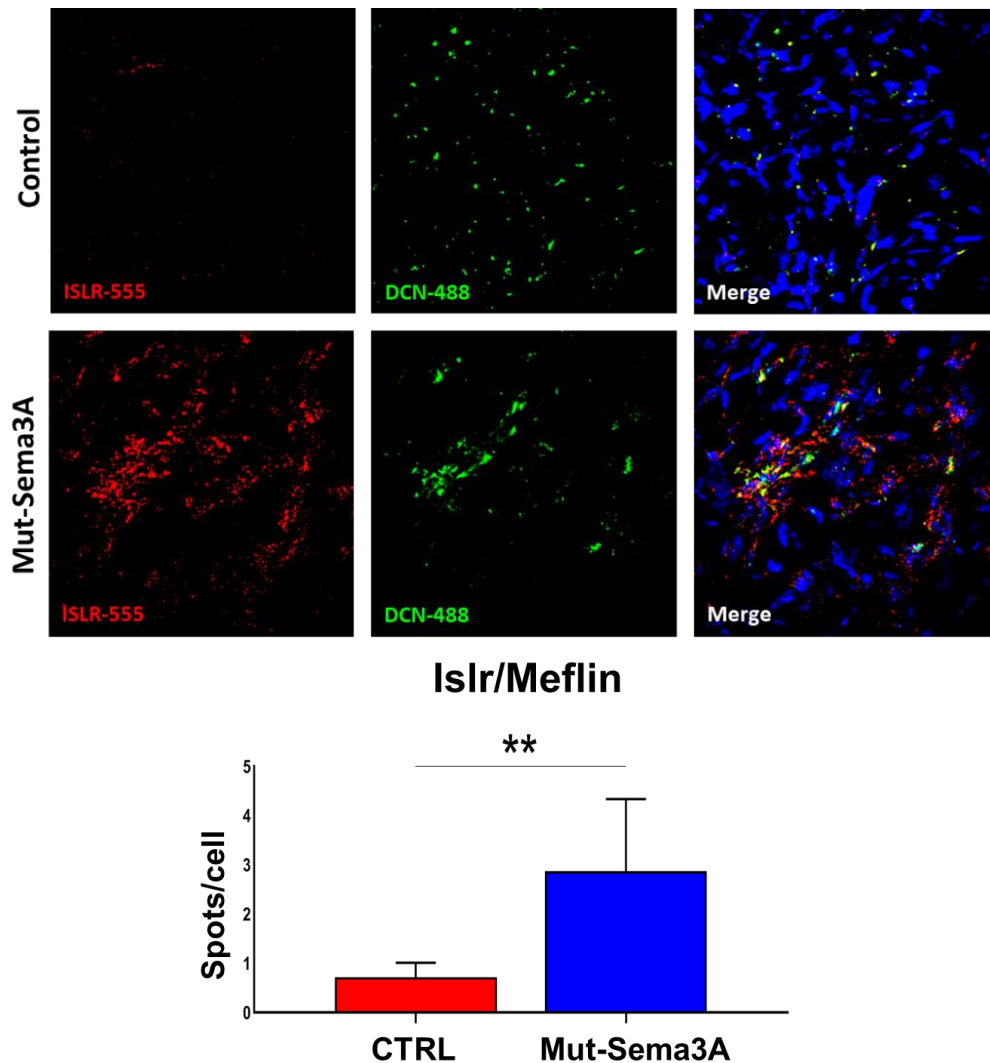 Control
ISLR-555
DCN-488
Merge
Mut-Sema3A
ISLR-555
DCN-488
Merge
Islr/Meflin
**
Spots/cell
5
4
3
2
1
0
CTRL
Mut-Sema3A